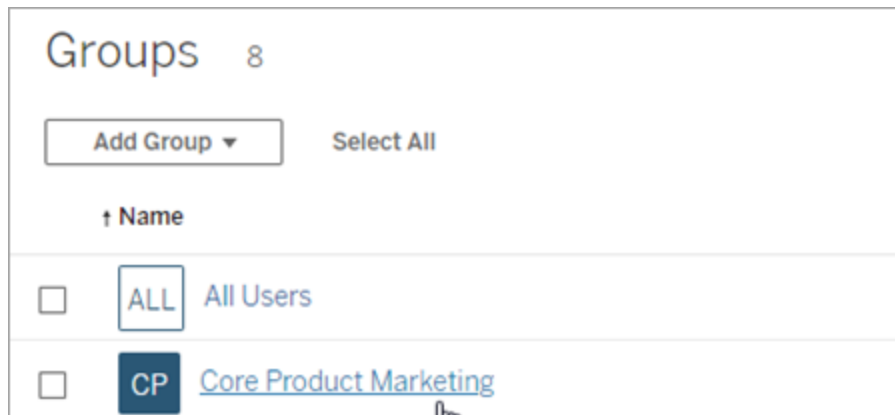 Groups 8
Add Group ▾ Select All
↑ Name
ALL All Users
CP Core Product Marketing